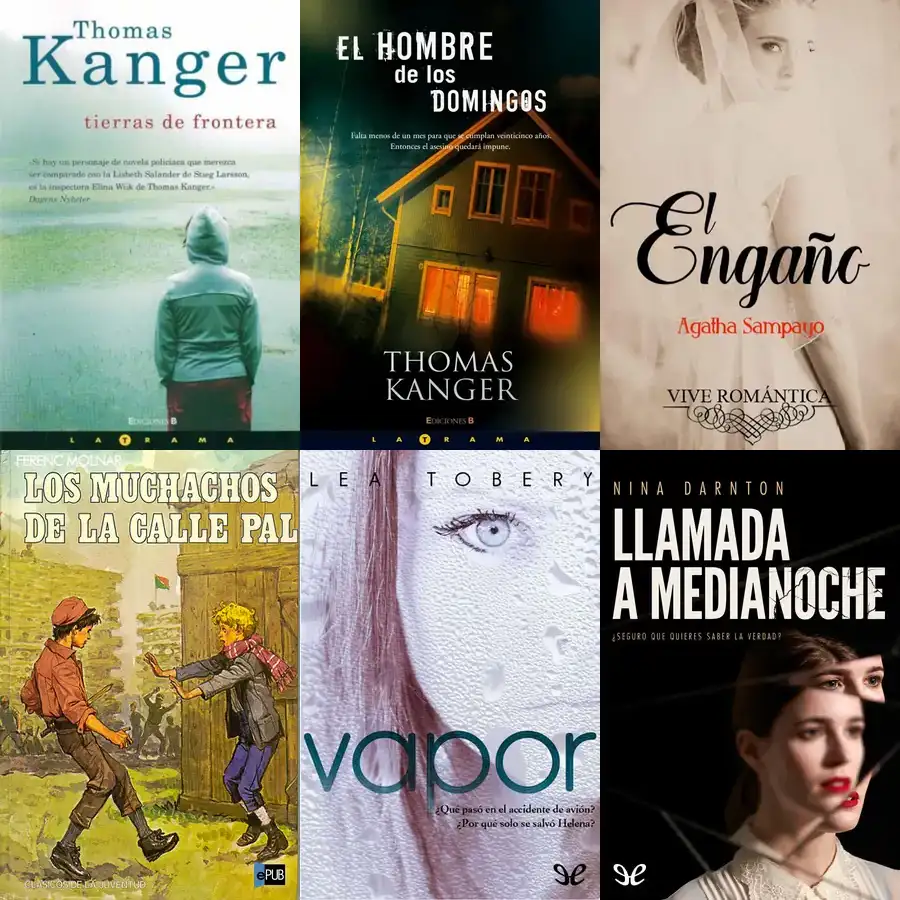 Thomas
Kanger
tierras de frontera
«Si hay un personaje de novela policiaca que merezca
ser comparado con la Lisbeth Salander de Stieg Larsson,
es la inspectora Elina Wiik de Thomas Kanger.»
Dagens Nyheter
EDICIONES B
LA TRAMA
EL HOMBRE
de los
DOMINGOS
Falta menos de un mes para que se cumplan veinticinco años.
Entonces el asesino quedará impune.
THOMAS
KANGER
EDICIONES B
LA TRAMA
El
Engaño
Agatha Sampayo
VIVE ROMÁNTICA
FERENC MOLNAR
LOS MUCHACHOS
DE LA CALLE PAL
CLASICOS DE LA JUVENTUD
ePUB
LEA TOBERY
vapor
¿Qué pasó en el accidente de avión?
¿Por qué solo se salvó Helena?
NINA DARNTON
LLAMADA
A MEDIANOCHE
¿SEGURO QUE QUIERES SABER LA VERDAD?